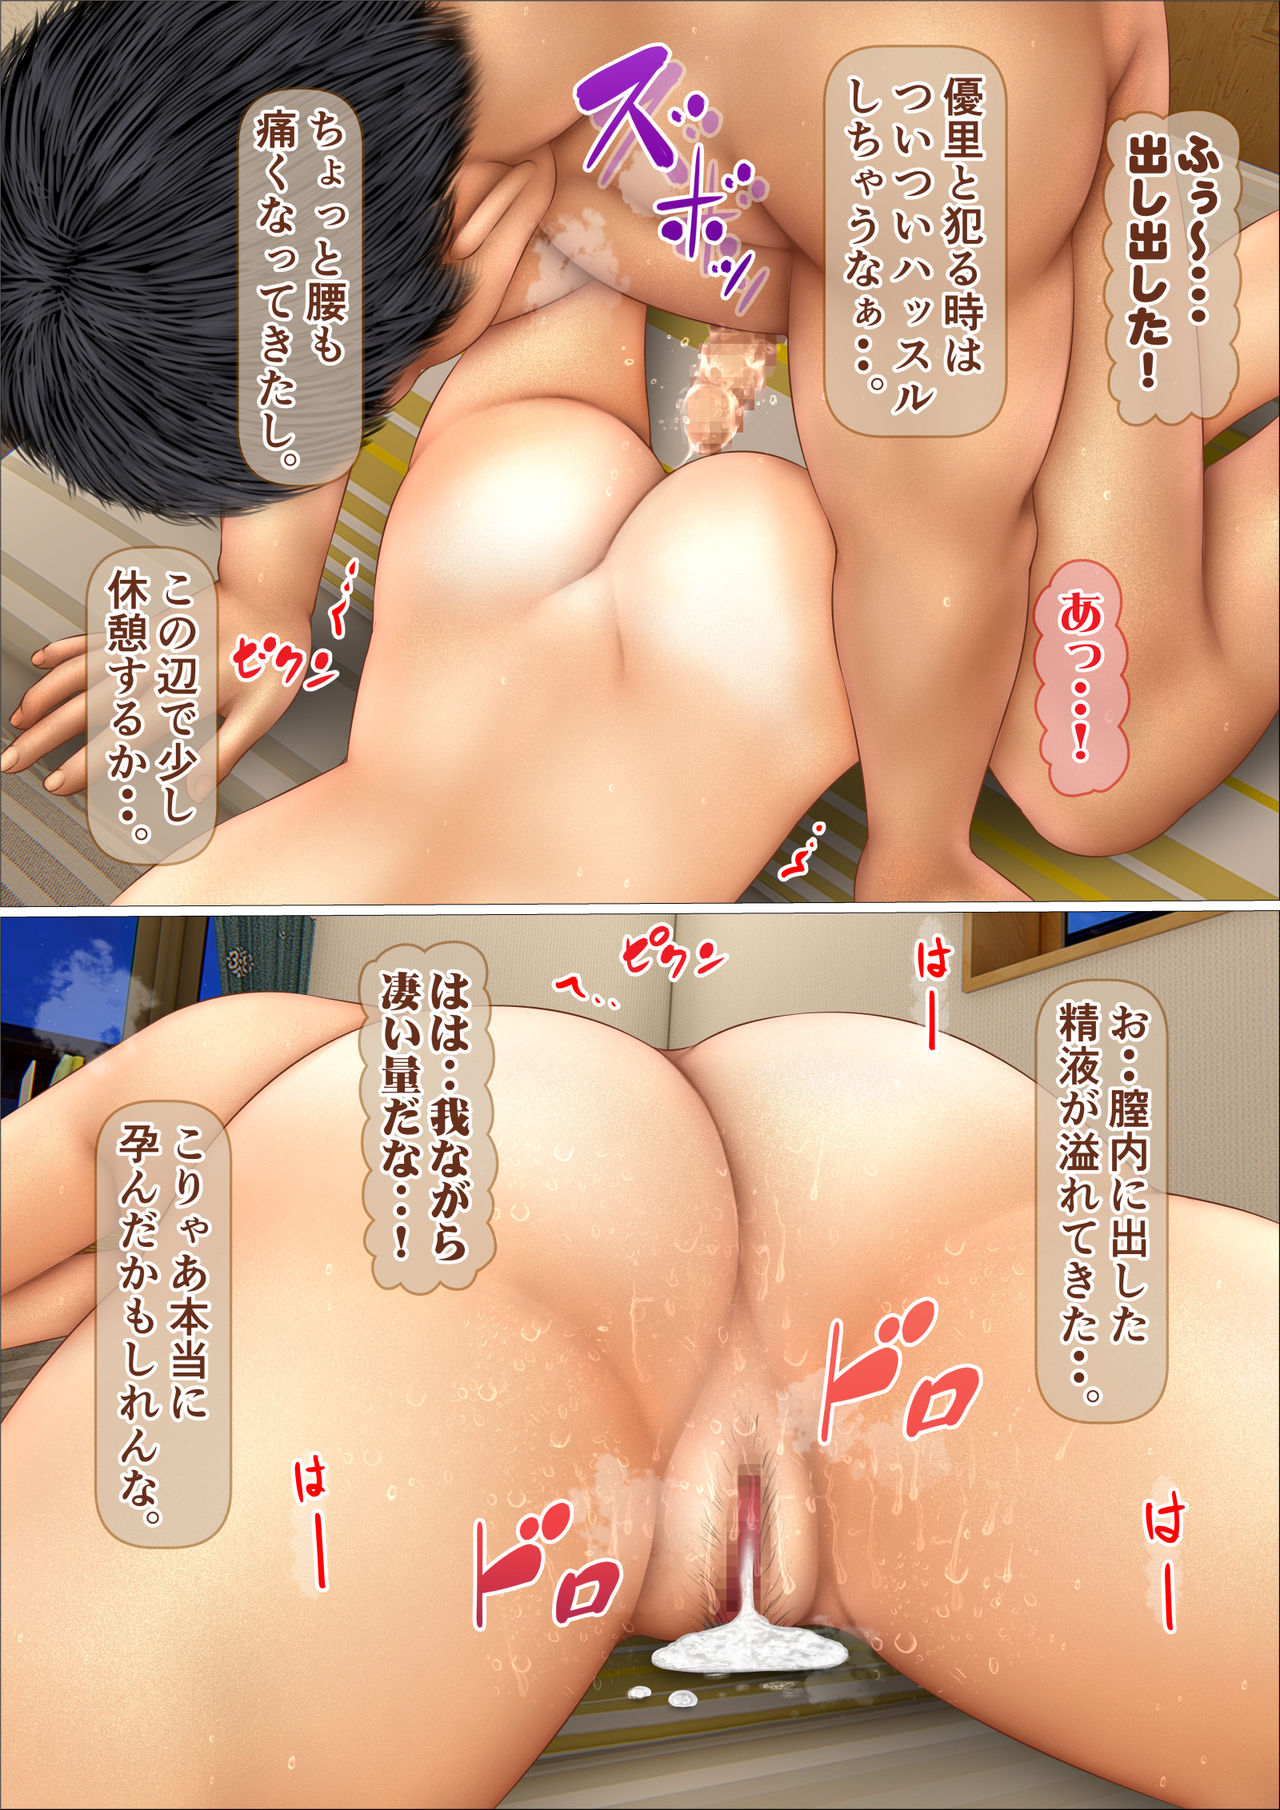 ふぅ～・・・
出し出した！
優里と犯る時は
ついついハッスル
しちゃうなぁ・・・。
ズボッ
ちょっと腰も
痛くなってきたし。
あっ・・・！
ピクン
この辺で少し
休憩するか・・・。
はー
ピクン
お・・膣内に出した
精液が溢れてきた・・・。
はは・・我ながら
凄い量だな・・・！
こりゃあ本当に
孕んだかもしれんな。
ドロ
ドロ
はー
はー